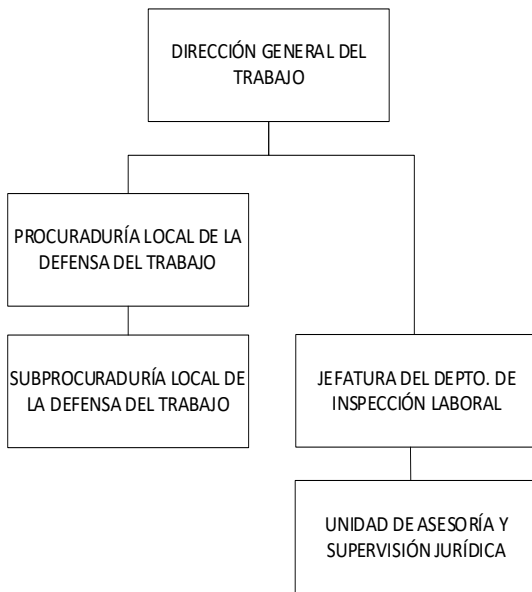 DIRECCIÓN GENERAL DEL
TRABAJO
PROCURADURÍA LOCAL DE LA
DEFENSA DEL TRABAJO
SUBPROCURADURÍA LOCAL DE
LA DEFENSA DEL TRABAJO
JEFATURA DEL DEPTO. DE
INSPECCIÓN LABORAL
UNIDAD DE ASESORÍA Y
SUPERVISIÓN JURÍDICA